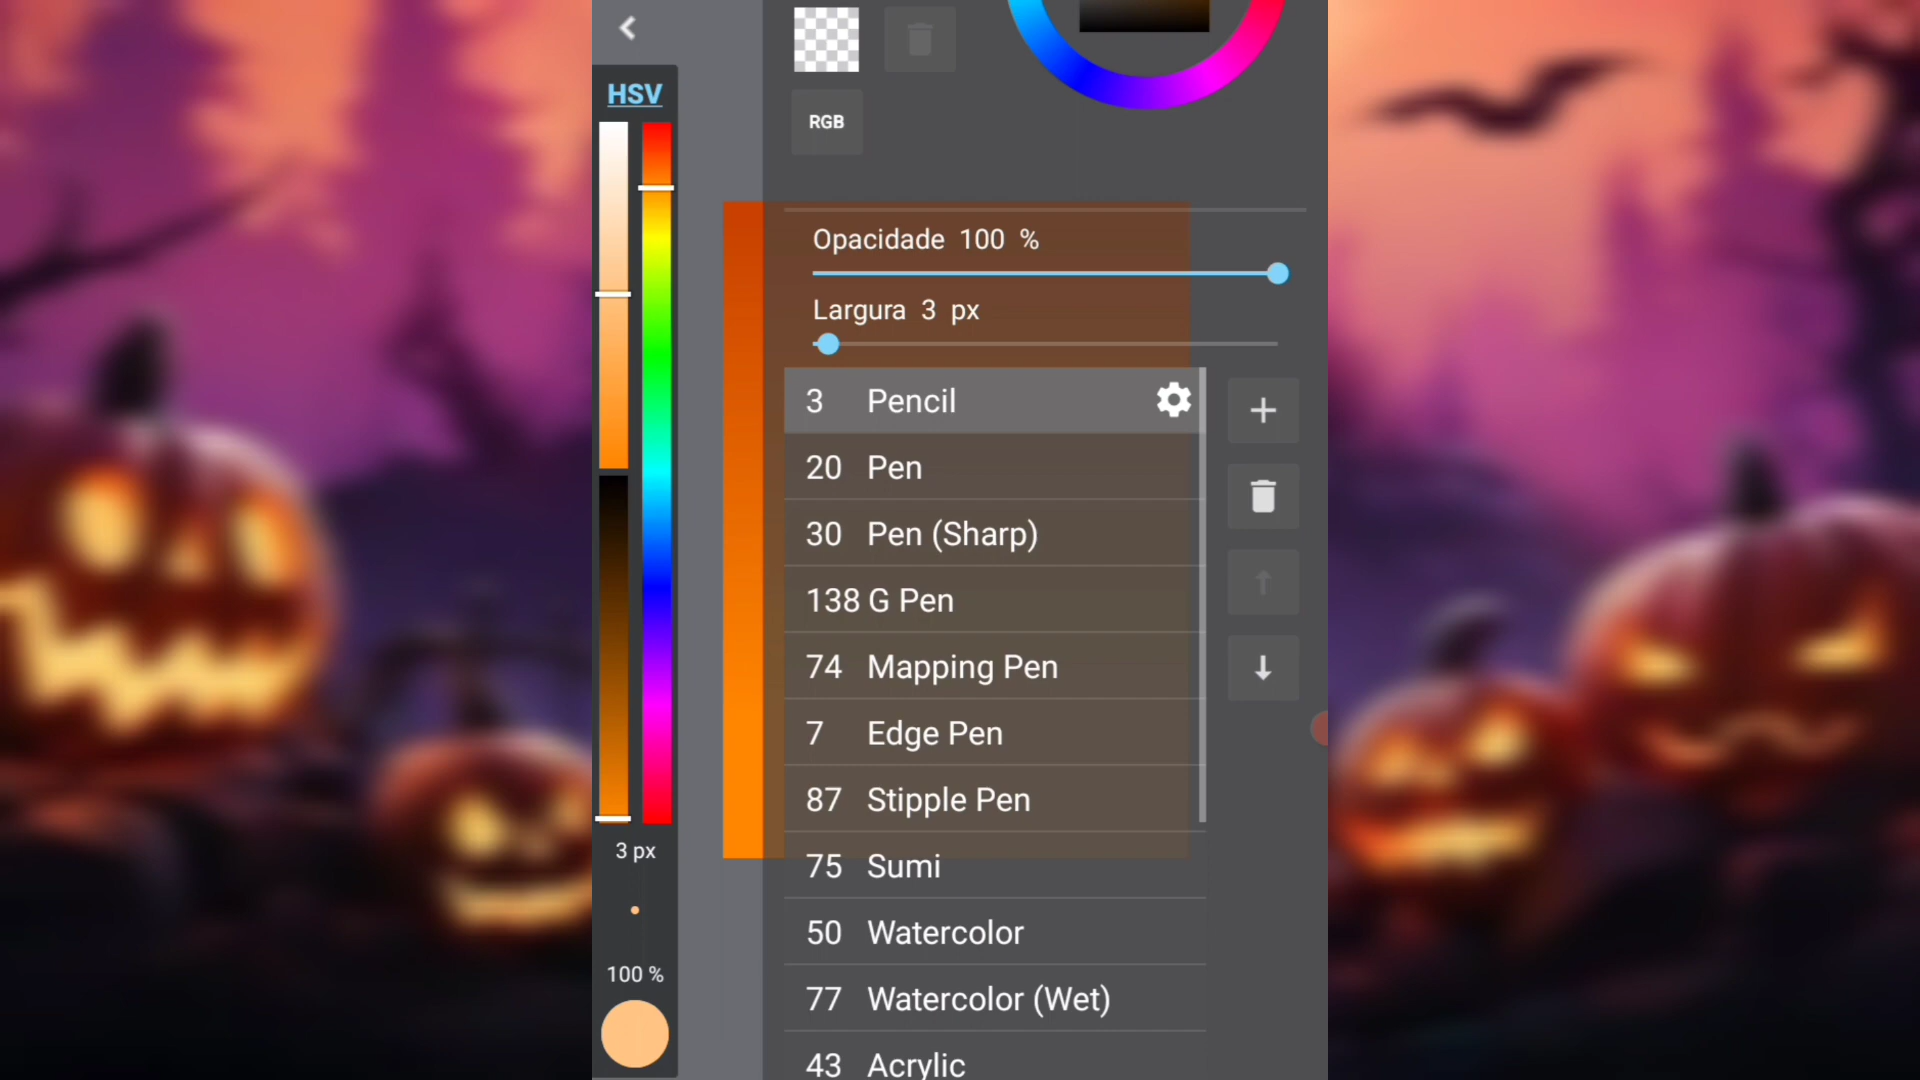 HSV
RGB
Opacidade 100 %
Largura 3 px
3 Pencil
20 Pen
30 Pen (Sharp)
138 G Pen
74 Mapping Pen
7 Edge Pen
87 Stipple Pen
75 Sumi
50 Watercolor
77 Watercolor (Wet)
43 Acrylic
3 px
100 %